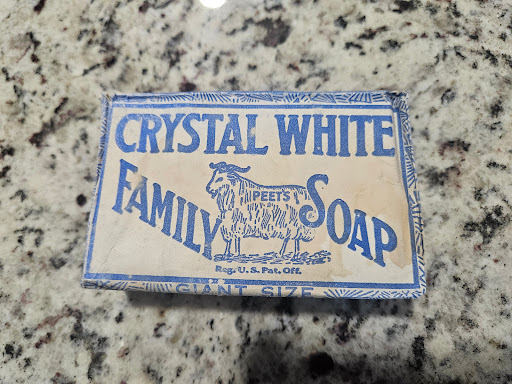 CRYSTAL WHITE
FAMILY SOAP
PEETS
Reg. U. S. Pat. Off.
GIANT SIZE